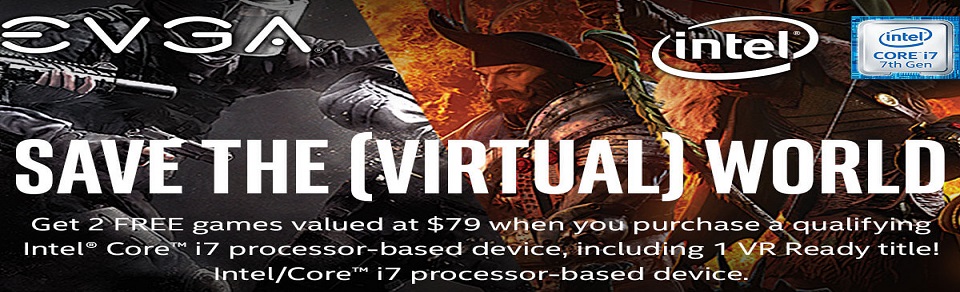 EVGA
intel®
intel®
CORE i7
7th Gen
SAVE THE (VIRTUAL) WORLD
Get 2 FREE games valued at $79 when you purchase a qualifying
Intel® Core™ i7 processor-based device, including 1 VR Ready title!
Intel/Core™ i7 processor-based device.